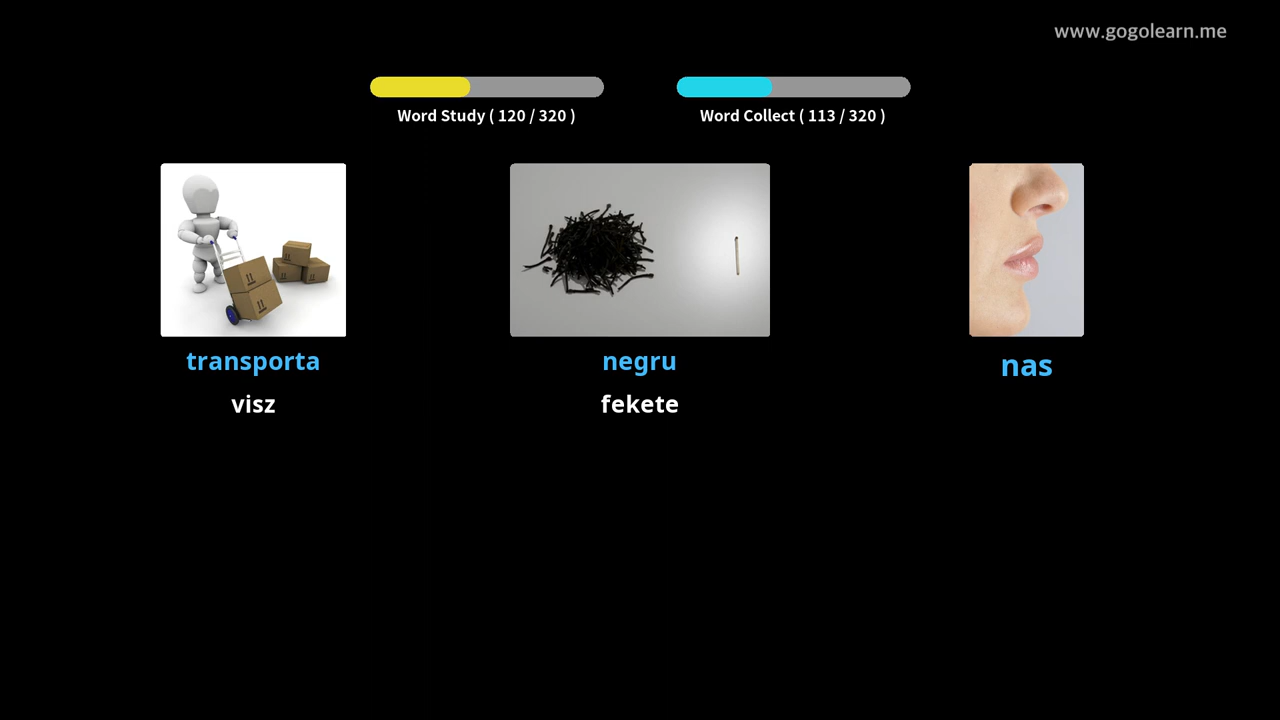 www.gogolearn.me
Word Study ( 120 / 320 )
Word Collect ( 113 / 320 )
transporta
negru
nas
visz
fekete